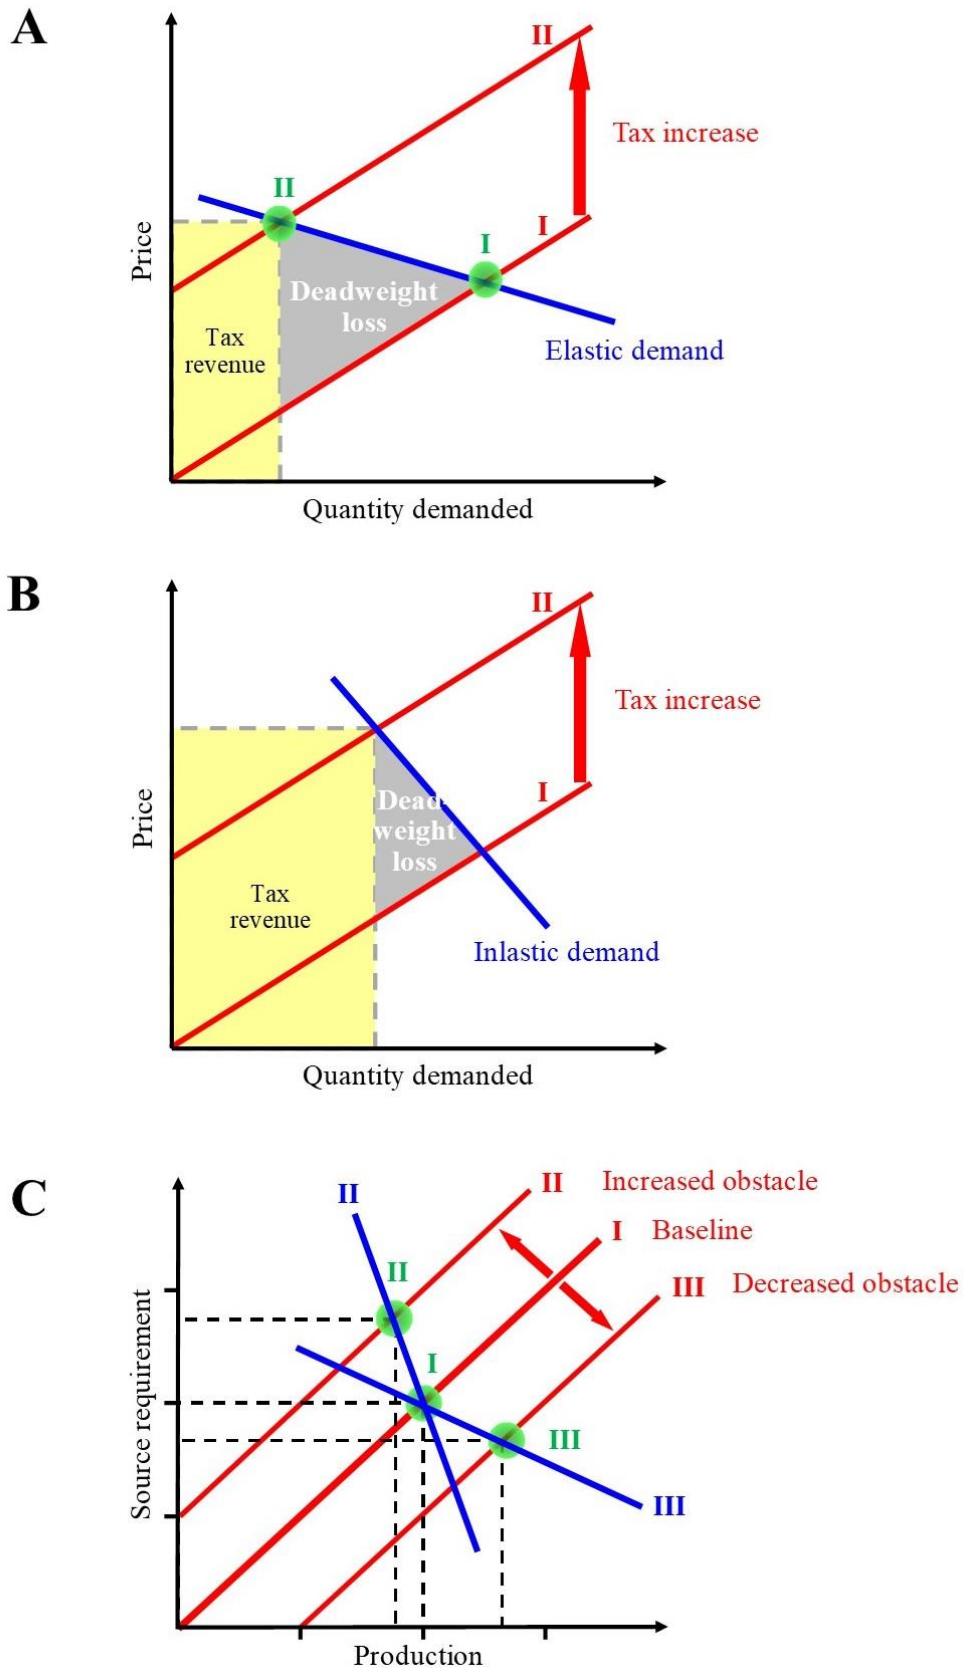 A
II
Tax increase
II
I
I
Price
Deadweight
loss
Tax
revenue
Elastic demand
Quantity demanded
B
II
Tax increase
I
Price
Dead-
weight
loss
Tax
revenue
Inlastic demand
Quantity demanded
C
II
II
Increased obstacle
I
Baseline
II
III
Decreased obstacle
I
Source requirement
III
III
Production